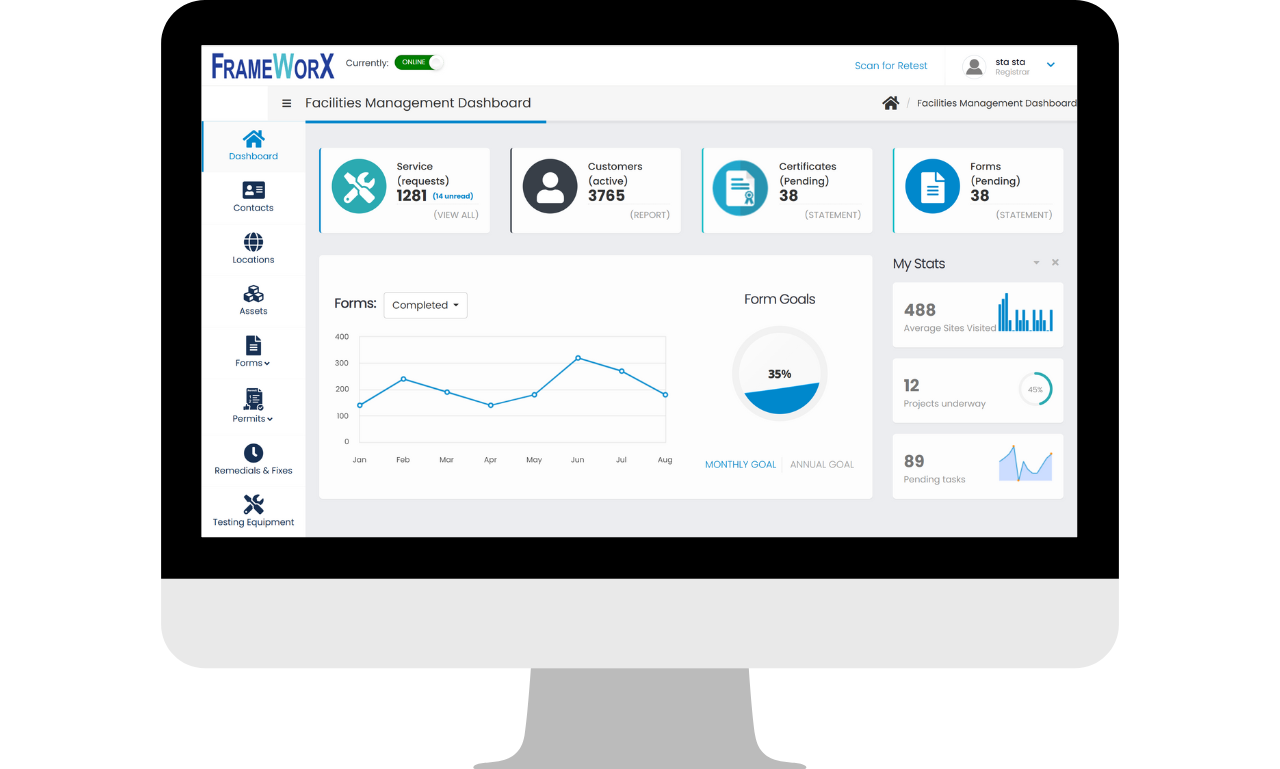 FRAMEWORX
Currently: ONLINE
Scan for Retest
sta sta
Registrar
Facilities Management Dashboard
/ Facilities Management Dashboard
Dashboard
Contacts
Locations
Assets
Forms
Permits
Remedials & Fixes
Testing Equipment
Service
(requests)
1281 (14 unread)
(VIEW ALL)
Customers
(active)
3765
(REPORT)
Certificates
(Pending)
38
(STATEMENT)
Forms
(Pending)
38
(STATEMENT)
Forms: Completed
400
300
200
100
0
Jan Feb Mar Apr May Jun Jul Aug
Form Goals
35%
MONTHLY GOAL ANNUAL GOAL
My Stats
488
Average Sites Visited
12
Projects underway
45%
89
Pending tasks